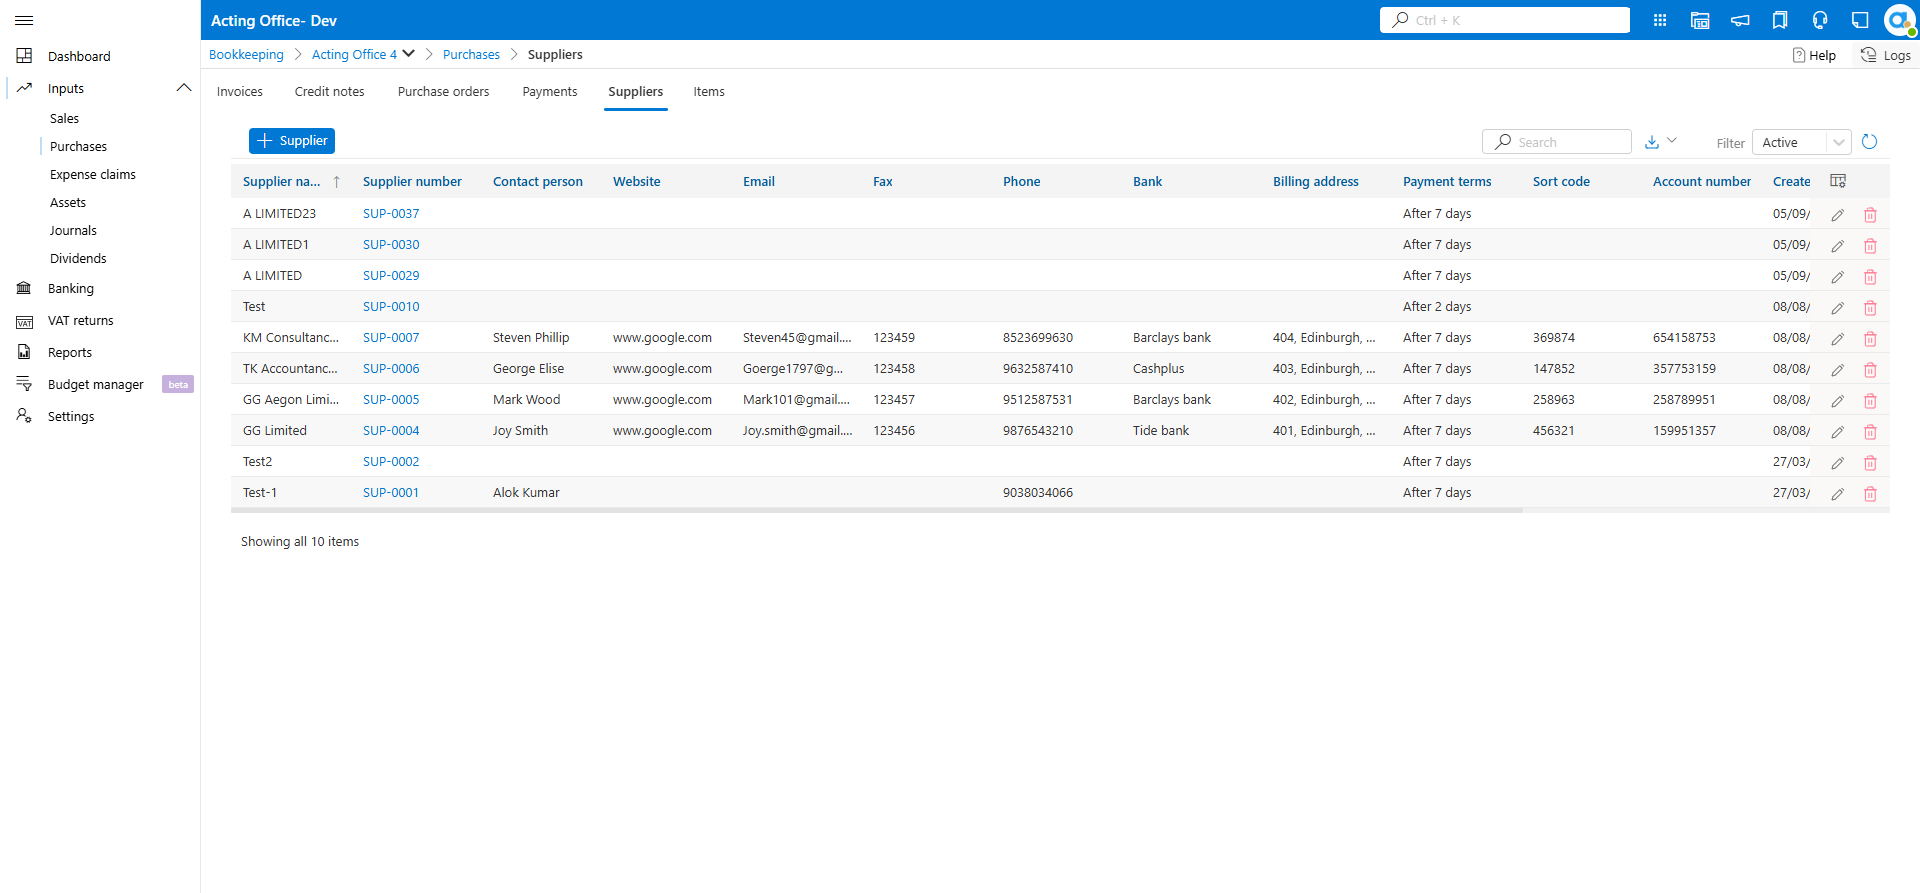 Acting Office- Dev
Ctrl + K
Bookkeeping
Acting Office 4
Purchases
Suppliers
Help
Logs
Dashboard
Inputs
Sales
Purchases
Expense claims
Assets
Journals
Dividends
Banking
VAT returns
Reports
Budget manager beta
Settings
Invoices
Credit notes
Purchase orders
Payments
Suppliers
Items
Supplier
Search
Filter
Active
Supplier na... Supplier number Contact person Website Email Fax Phone Bank Billing address Payment terms Sort code Account number Create
A LIMITED23 SUP-0037 After 7 days 05/09/
A LIMITED1 SUP-0030 After 7 days 05/09/
A LIMITED SUP-0029 After 7 days 05/09/
Test SUP-0010 After 2 days 08/08/
KM Consultanc... SUP-0007 Steven Phillip www.google.com Steven45@gmail.... 123459 8523699630 Barclays bank 404, Edinburgh, ... After 7 days 369874 654158753 08/08/
TK Accountanc... SUP-0006 George Elise www.google.com Goerge1797@g... 123458 9632587410 Cashplus 403, Edinburgh, ... After 7 days 147852 357753159 08/08/
GG Aegon Limi... SUP-0005 Mark Wood www.google.com Mark101@gmail.... 123457 9512587531 Barclays bank 402, Edinburgh, ... After 7 days 258963 258789951 08/08/
GG Limited SUP-0004 Joy Smith www.google.com Joy.smith@gmail.... 123456 9876543210 Tide bank 401, Edinburgh, ... After 7 days 456321 159951357 08/08/
Test2 SUP-0002 After 7 days 27/03/
Test-1 SUP-0001 Alok Kumar 9038034066 After 7 days 27/03/
Showing all 10 items